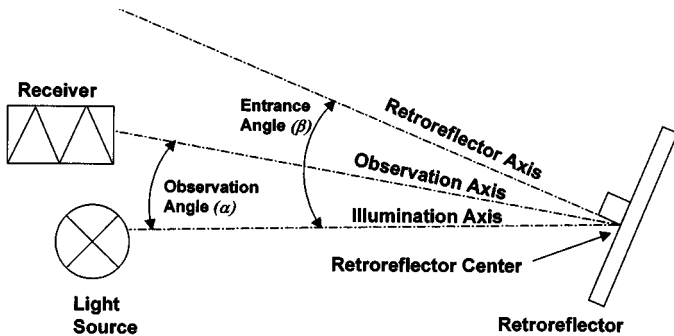 Receiver
Entrance
Angle (β)
Retroreflector Axis
Observation Axis
Observation
Angle (α)
Illumination Axis
Retroreflector Center
Light
Source
Retroreflector